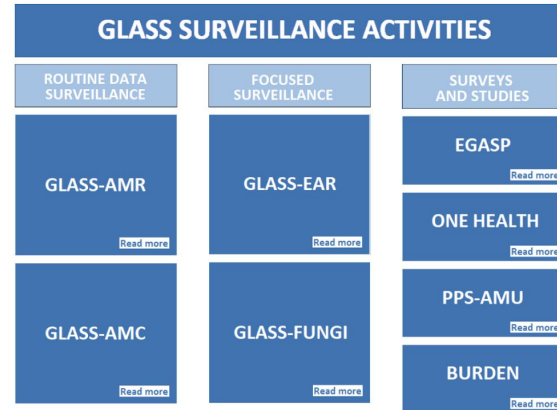 GLASS SURVEILLANCE ACTIVITIES
ROUTINE DATA
SURVEILLANCE
GLASS-AMR
Read more
GLASS-AMC
Read more
FOCUSED
SURVEILLANCE
GLASS-EAR
Read more
GLASS-FUNGI
Read more
SURVEYS
AND STUDIES
EGASP
Read more
ONE HEALTH
Read more
PPS-AMU
Read more
BURDEN
Read more